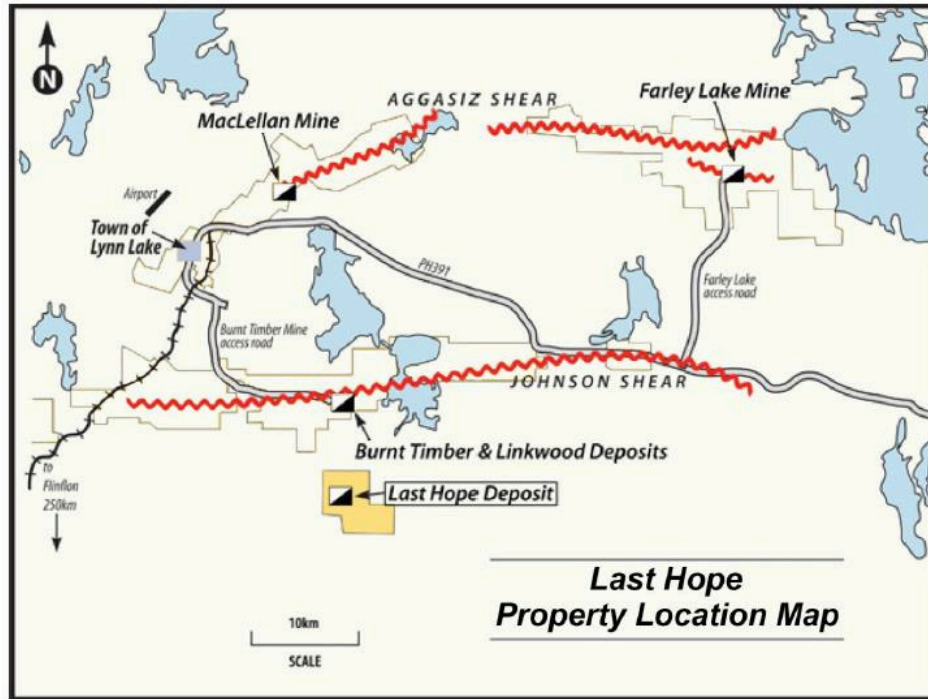 N
AGGASIZ SHEAR
Farley Lake Mine
MacLellan Mine
Airport
Town of
Lynn Lake
PH391
Farley Lake
access road
Burnt Timber Mine
access road
JOHNSON SHEAR
Burnt Timber & Linkwood Deposits
to
Flinflon
250km
Last Hope Deposit
Last Hope
Property Location Map
10km
SCALE